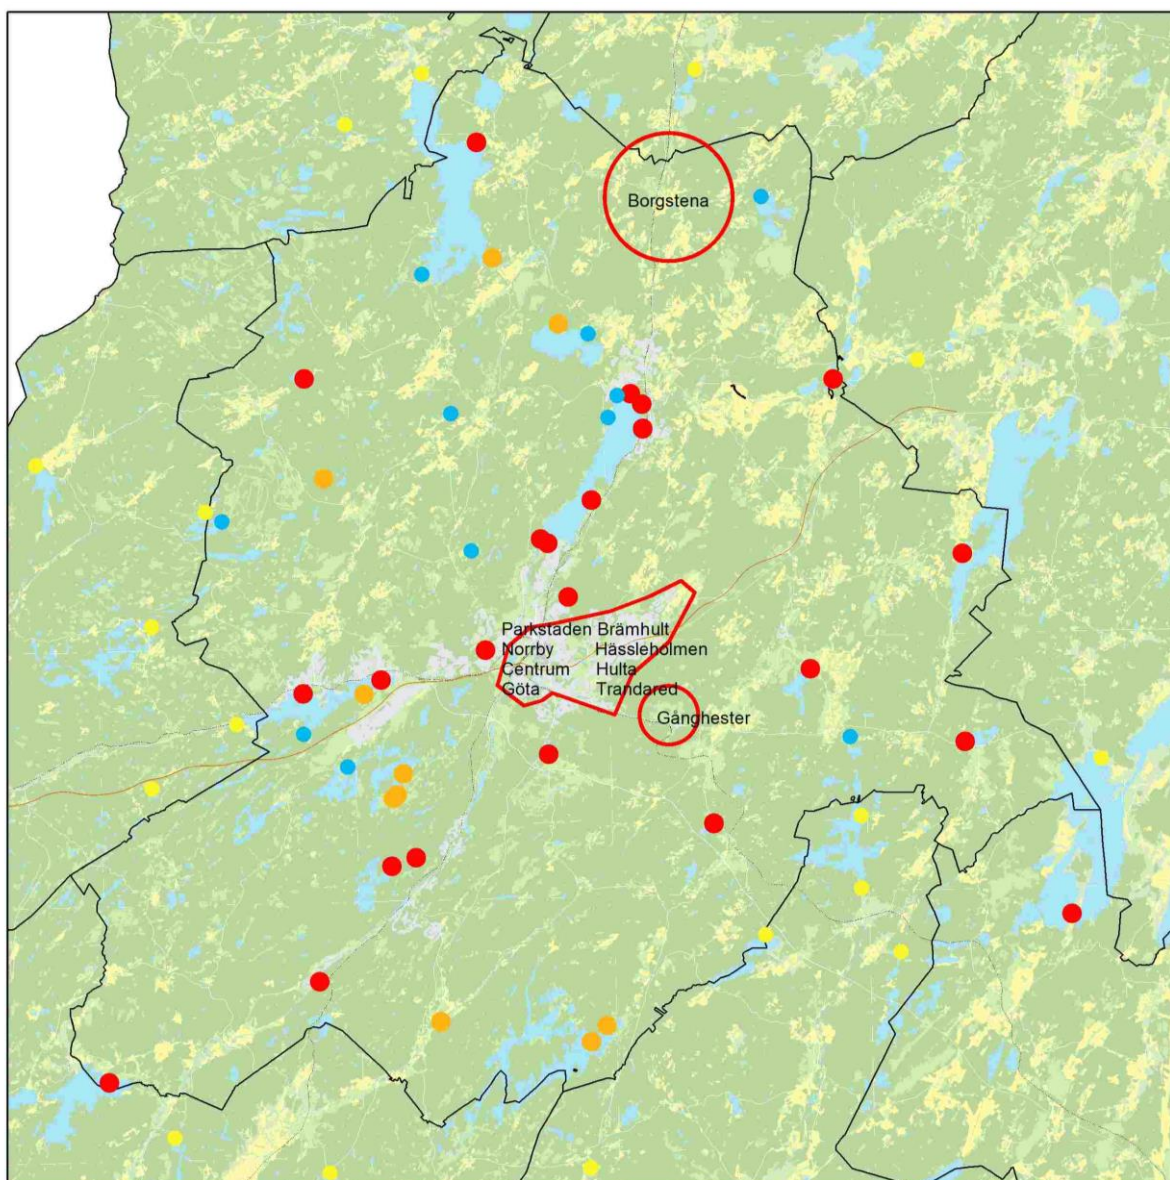 Borgstena
Parkstaden Brämhult
Norrby Hässleholmen
Centrum Hulta
Göta Trandared
Gånghester